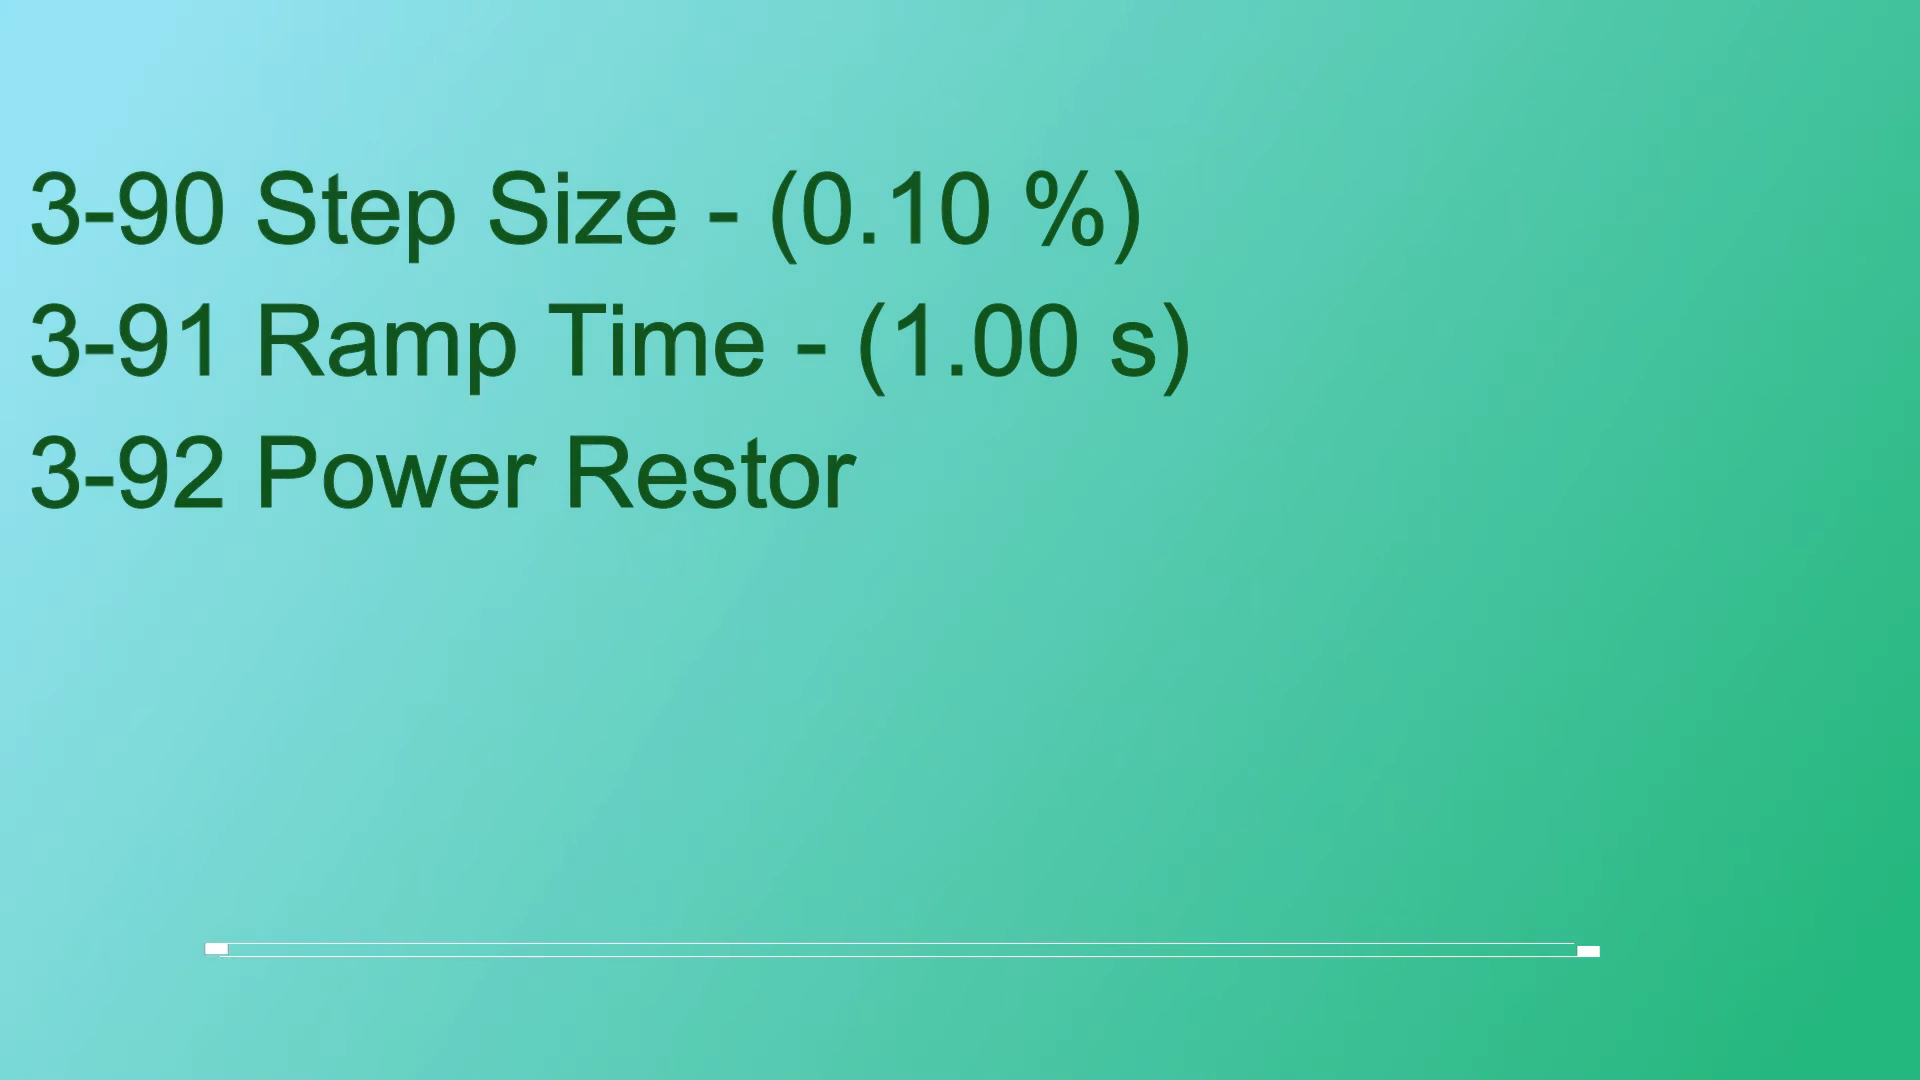 3-90 Step Size - (0.10 %)
3-91 Ramp Time - (1.00 s)
3-92 Power Restor